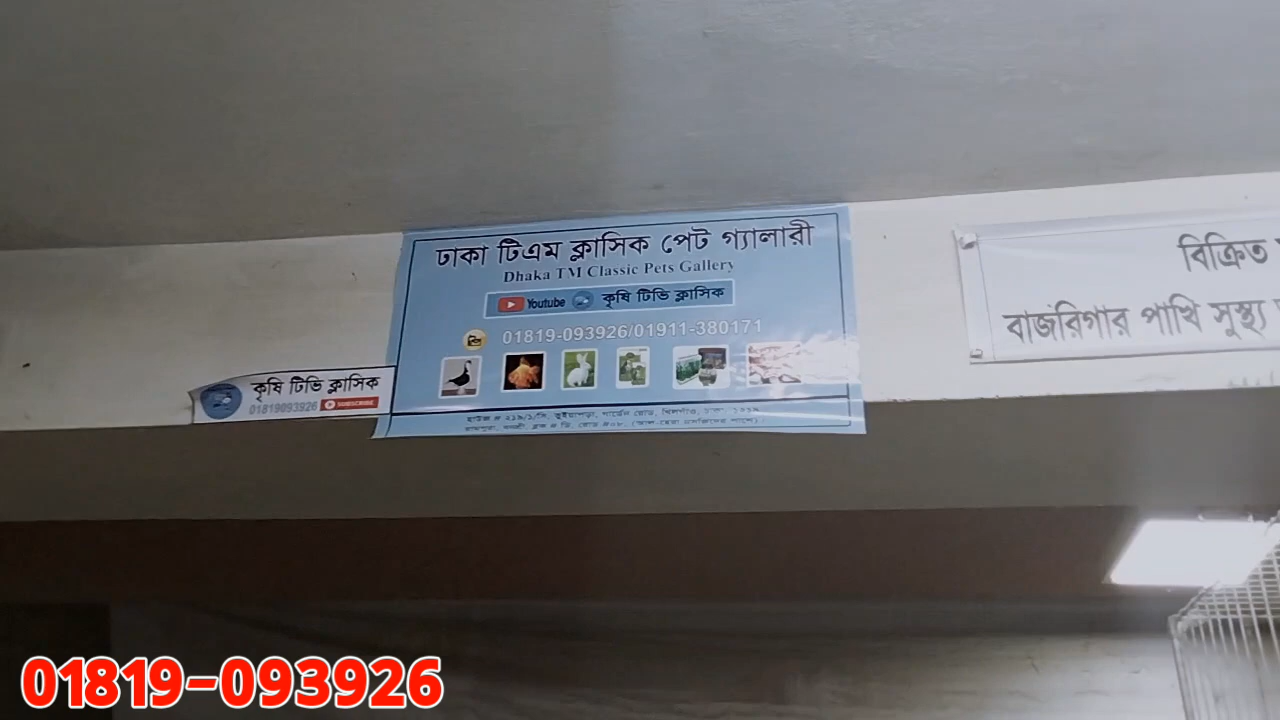 ঢাকা টিএম ক্লাসিক পেট গ্যালারী
Dhaka TM Classic Pets Gallery
Youtube কৃষি টিভি ক্লাসিক
01819-093926/01911-380171
কৃষি টিভি ক্লাসিক
01819093926 SUBSCRIBE
বিক্রিত
বাজরিগার পাখি সুস্থ্য
01819-093926